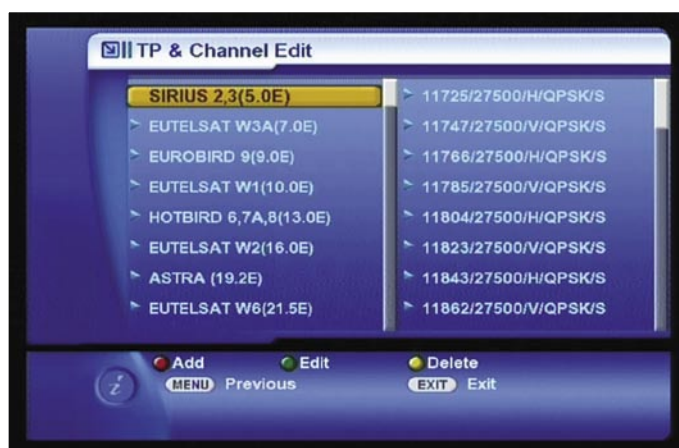 TP & Channel Edit
SIRIUS 2,3(5.0E)
EUTELSAT W3A(7.0E)
EUROBIRD 9(9.0E)
EUTELSAT W1(10.0E)
HOTBIRD 6,7A,8(13.0E)
EUTELSAT W2(16.0E)
ASTRA (19.2E)
EUTELSAT W6(21.5E)
11725/27500/H/QPSK/S
11747/27500/V/QPSK/S
11766/27500/H/QPSK/S
11785/27500/V/QPSK/S
11804/27500/H/QPSK/S
11823/27500/V/QPSK/S
11843/27500/H/QPSK/S
11862/27500/V/QPSK/S
Add Edit Delete
MENU Previous EXIT Exit